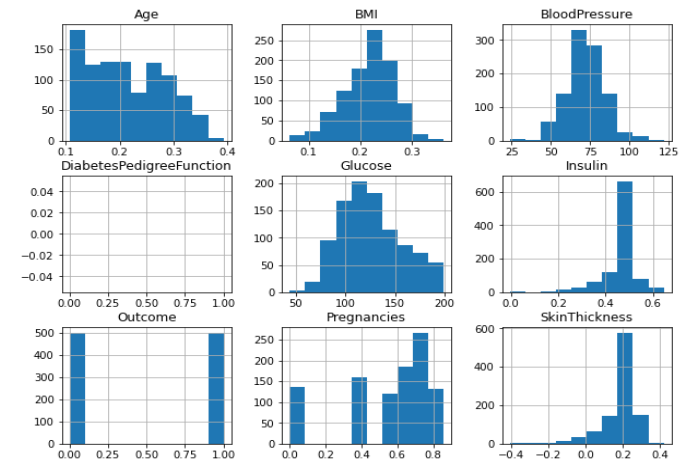 Age BMI BloodPressure
150 100 50 0 250 200 150 100 50 0 300 200 100 0
0.1 0.2 0.3 0.4 0.1 0.2 0.3 25 50 75 100 125
DiabetesPedigreeFunction Glucose Insulin
0.04 0.02 0.00 −0.02 −0.04 200 150 100 50 0 600 400 200 0
0.00 0.25 0.50 0.75 1.00 50 100 150 200 0.0 0.2 0.4 0.6
Outcome Pregnancies SkinThickness
500 400 300 200 100 0 250 200 150 100 50 0 600 400 200 0
0.00 0.25 0.50 0.75 1.00 0.0 0.2 0.4 0.6 0.8 −0.4 −0.2 0.0 0.2 0.4